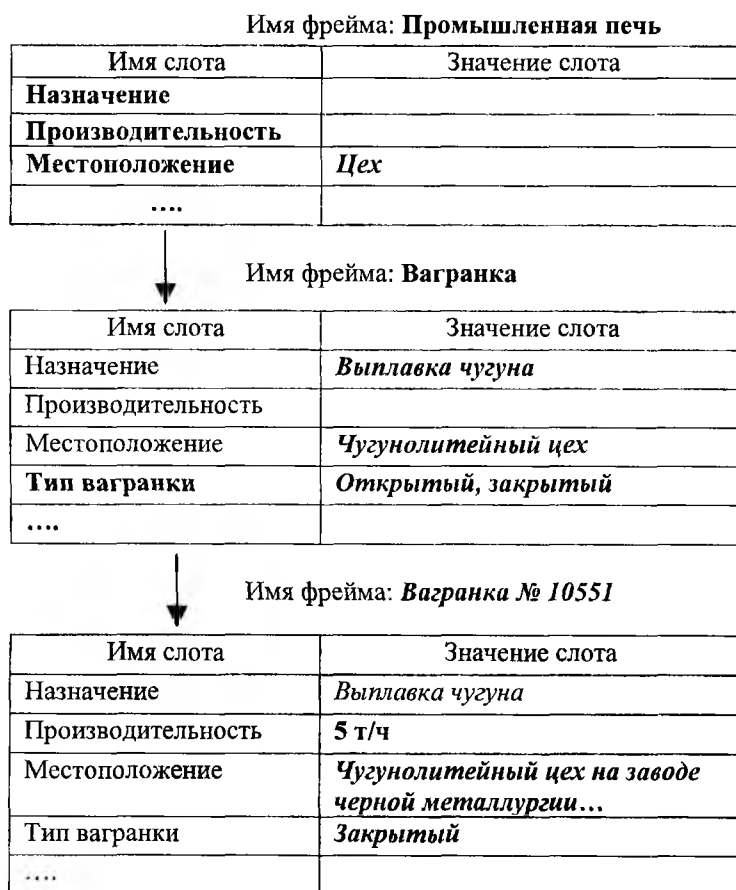 Имя фрейма: Промышленная печь
Имя слота Значение слота
Назначение
Производительность
Местоположение Цех
....
Имя фрейма: Вагранка
Имя слота Значение слота
Назначение Выплавка чугуна
Производительность
Местоположение Чугунолитейный цех
Тип вагранки Открытый, закрытый
....
Имя фрейма: Вагранка № 10551
Имя слота Значение слота
Назначение Выплавка чугуна
Производительность 5 т/ч
Местоположение Чугунолитейный цех на заводе
черной металлургии...
Тип вагранки Закрытый
....